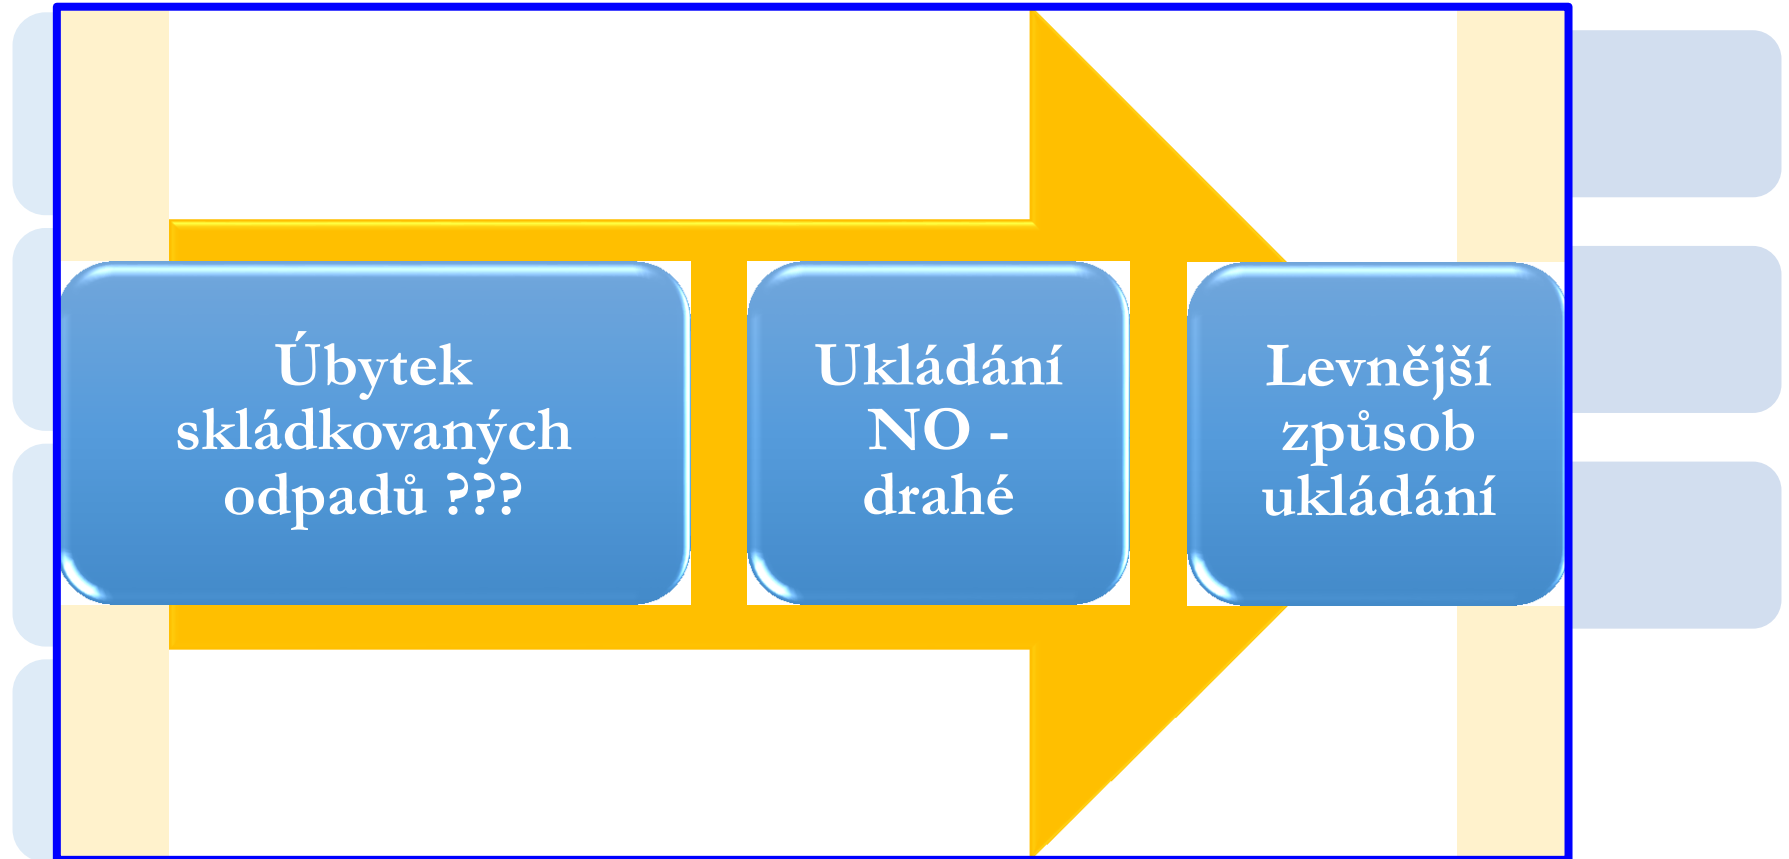 Úbytek
skládkovaných
odpadů ???
Ukládání
NO -
drahé
Levnější
způsob
ukládání